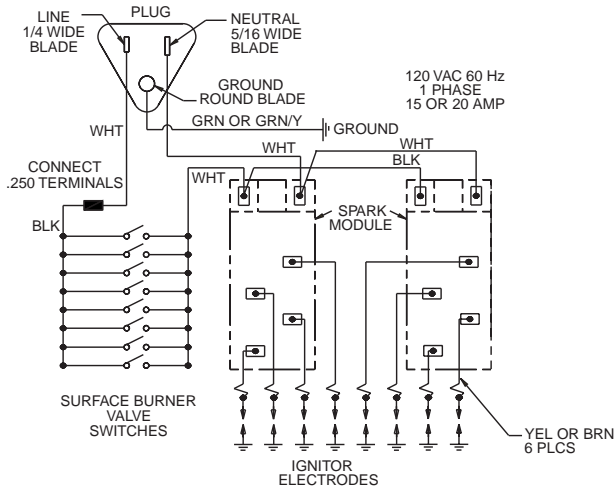 PLUG
LINE
1/4 WIDE
BLADE
NEUTRAL
5/16 WIDE
BLADE
GROUND
ROUND BLADE
120 VAC 60 Hz
1 PHASE
15 OR 20 AMP
GRN OR GRN/Y
GROUND
WHT
WHT
WHT
BLK
CONNECT
.250 TERMINALS
WHT
BLK
SPARK
MODULE
SURFACE BURNER
VALVE
SWITCHES
IGNITOR
ELECTRODES
YEL OR BRN
6 PLCS